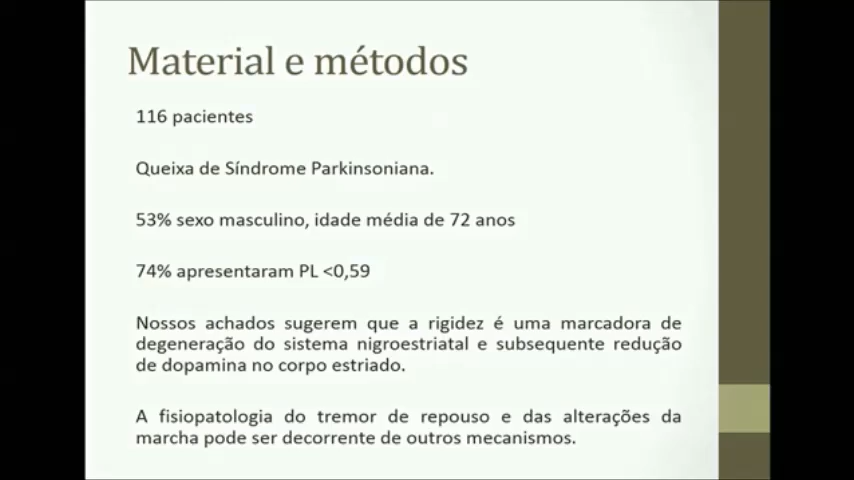 Material e métodos
116 pacientes
Queixa de Síndrome Parkinsoniana.
53% sexo masculino, idade média de 72 anos
74% apresentaram PL <0,59
Nossos achados sugerem que a rigidez é uma marcadora de
degeneração do sistema nigroestriatal e subsequente redução
de dopamina no corpo estriado.
A fisiopatologia do tremor de repouso e das alterações da
marcha pode ser decorrente de outros mecanismos.